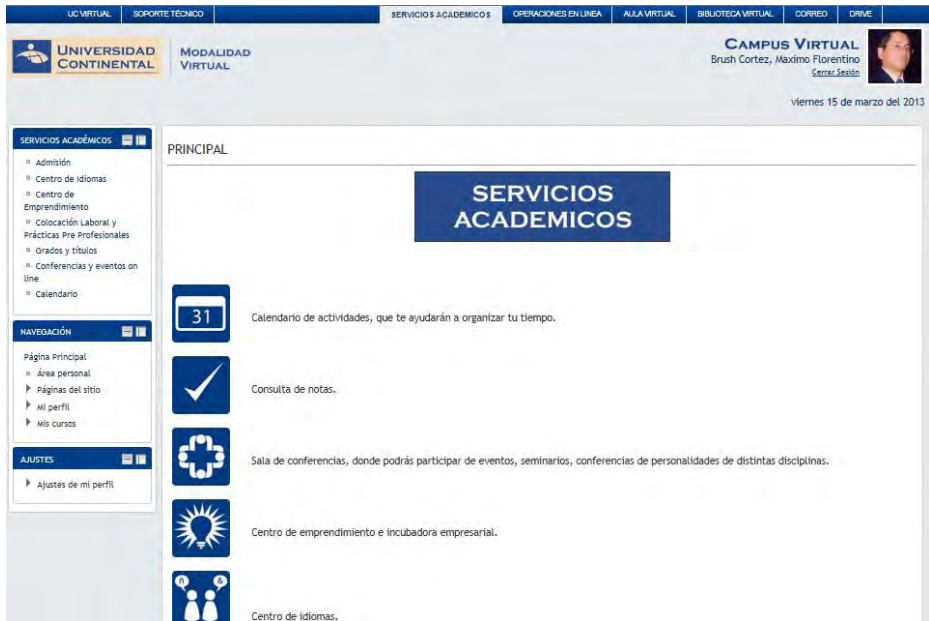 UC VIRTUAL SOPORTE TÉCNICO SERVICIOS ACADEMICOS OPERACIONES EN LINEA AULA VIRTUAL BIBLIOTECA VIRTUAL CORREO DRIVE
UNIVERSIDAD
CONTINENTAL
MODALIDAD
VIRTUAL
CAMPUS VIRTUAL
Brush Cortez, Maximo Florentino
Cerrar Sesión
viernes 15 de marzo del 2013
SERVICIOS ACADÉMICOS
Admisión
Centro de Idiomas
Centro de
Emprendimiento
Colocación Laboral y
Prácticas Pre Profesionales
Grados y títulos
Conferencias y eventos on
line
Calendario
NAVEGACIÓN
Página Principal
Área personal
Páginas del sitio
Mi perfil
Mis cursos
AJUSTES
Ajustes de mi perfil
PRINCIPAL
SERVICIOS
ACADEMICOS
31
Calendario de actividades, que te ayudarán a organizar tu tiempo.
Consulta de notas.
Sala de conferencias, donde podrás participar de eventos, seminarios, conferencias de personalidades de distintas disciplinas.
Centro de emprendimiento e incubadora empresarial.
ñ &
Centro de idiomas.